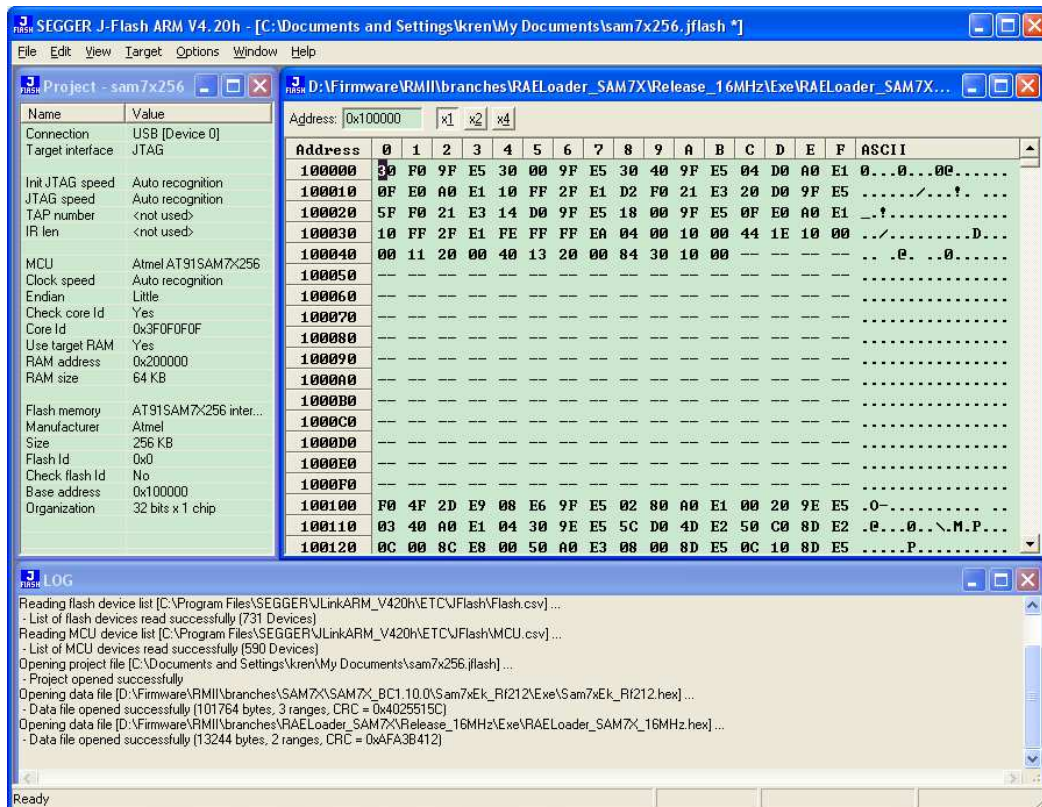 SEGGER J-Flash ARM V4.20h - [C:\Documents and Settings\kren\My Documents\sam7x256.jflash *]
File Edit View Target Options Window Help
Project - sam7x256
Name Value
Connection USB [Device 0]
Target interface JTAG
Init JTAG speed Auto recognition
JTAG speed Auto recognition
TAP number <not used>
IR len <not used>
MCU Atmel AT91SAM7X256
Clock speed Auto recognition
Endian Little
Check core Id Yes
Core Id 0x3F0F0F0F
Use target RAM Yes
RAM address 0x200000
RAM size 64 KB
Flash memory AT91SAM7X256 inter...
Manufacturer Atmel
Size 256 KB
Flash Id 0x0
Check flash Id No
Base address 0x100000
Organization 32 bits x 1 chip
D:\Firmware\RMII\branches\RAELoader_SAM7X\Release_16MHz\Exe\RAELoader_SAM7X...
Address: 0x100000 x1 x2 x4
Address 0 1 2 3 4 5 6 7 8 9 A B C D E F ASCII
100000 30 F0 9F E5 30 00 9F E5 30 40 9F E5 04 D0 A0 E1 0...0...0@......
100010 0F E0 A0 E1 10 FF 2F E1 D2 F0 21 E3 20 D0 9F E5 ....../...!. ...
100020 5F F0 21 E3 14 D0 9F E5 18 00 9F E5 0F E0 A0 E1 _.!.............
100030 10 FF 2F E1 FE FF FF EA 04 00 10 00 44 1E 10 00 ../.........D...
100040 00 11 20 00 40 13 20 00 84 30 10 00 -- -- -- -- .. .@. ..0......
100050 -- -- -- -- -- -- -- -- -- -- -- -- -- -- -- -- ................
100060 -- -- -- -- -- -- -- -- -- -- -- -- -- -- -- -- ................
100070 -- -- -- -- -- -- -- -- -- -- -- -- -- -- -- -- ................
100080 -- -- -- -- -- -- -- -- -- -- -- -- -- -- -- -- ................
100090 -- -- -- -- -- -- -- -- -- -- -- -- -- -- -- -- ................
1000A0 -- -- -- -- -- -- -- -- -- -- -- -- -- -- -- -- ................
1000B0 -- -- -- -- -- -- -- -- -- -- -- -- -- -- -- -- ................
1000C0 -- -- -- -- -- -- -- -- -- -- -- -- -- -- -- -- ................
1000D0 -- -- -- -- -- -- -- -- -- -- -- -- -- -- -- -- ................
1000E0 -- -- -- -- -- -- -- -- -- -- -- -- -- -- -- -- ................
1000F0 -- -- -- -- -- -- -- -- -- -- -- -- -- -- -- -- ................
100100 F0 4F 2D E9 08 E6 9F E5 02 80 A0 E1 00 20 9E E5 .O-.......... ..
100110 03 40 A0 E1 04 30 9E E5 5C D0 4D E2 50 C0 8D E2 .@...0..\.M.P...
100120 0C 00 8C E8 00 50 A0 E3 08 00 8D E5 0C 10 8D E5 .....P..........
LOG
Reading flash device list [C:\Program Files\SEGGER\JLinkARM_V420h\ETC\JFlash\Flash.csv] ...
- List of flash devices read successfully (731 Devices)
Reading MCU device list [C:\Program Files\SEGGER\JLinkARM_V420h\ETC\JFlash\MCU.csv] ...
- List of MCU devices read successfully (590 Devices)
Opening project file [C:\Documents and Settings\kren\My Documents\sam7x256.jflash] ...
- Project opened successfully
Opening data file [D:\Firmware\RMII\branches\SAM7X\SAM7X_BC1.10.0\Sam7xEk_Rf212\Exe\Sam7xEk_Rf212.hex] ...
- Data file opened successfully (101764 bytes, 3 ranges, CRC = 0x4025515C)
Opening data file [D:\Firmware\RMII\branches\RAELoader_SAM7X\Release_16MHz\Exe\RAELoader_SAM7X_16MHz.hex] ...
- Data file opened successfully (13244 bytes, 2 ranges, CRC = 0xAFA3B412)
Ready